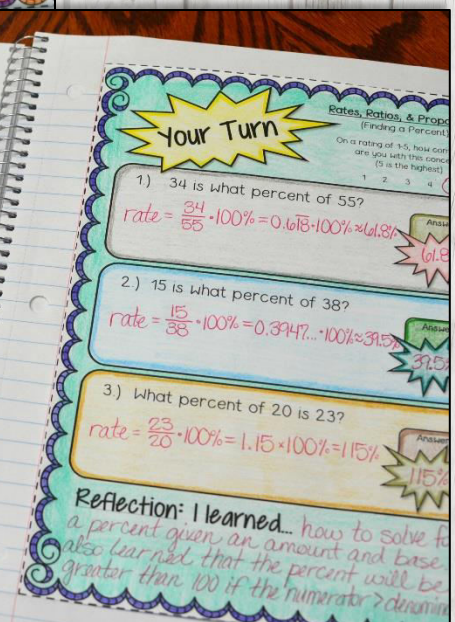 Rates, Ratios, & Propo
(Finding a Percent)
Your Turn
On a rating of 1-5, how con
are you with this conce
(5 is the highest)
1 2 3 4
1.) 34 is what percent of 55?
rate = 34/55 · 100% = 0.6\overline{18} · 100% ≈ 61.8%
Answ
61.8
2.) 15 is what percent of 38?
rate = 15/38 · 100% = 0.3947... · 100% ≈ 39.5%
Answe
39.5%
3.) What percent of 20 is 23?
rate = 23/20 · 100% = 1.15 × 100% = 115%
Answer
115%
Reflection: I learned... how to solve fo
a percent given an amount and base.
also learned that the percent will be
greater than 100 if the numerator > denomin